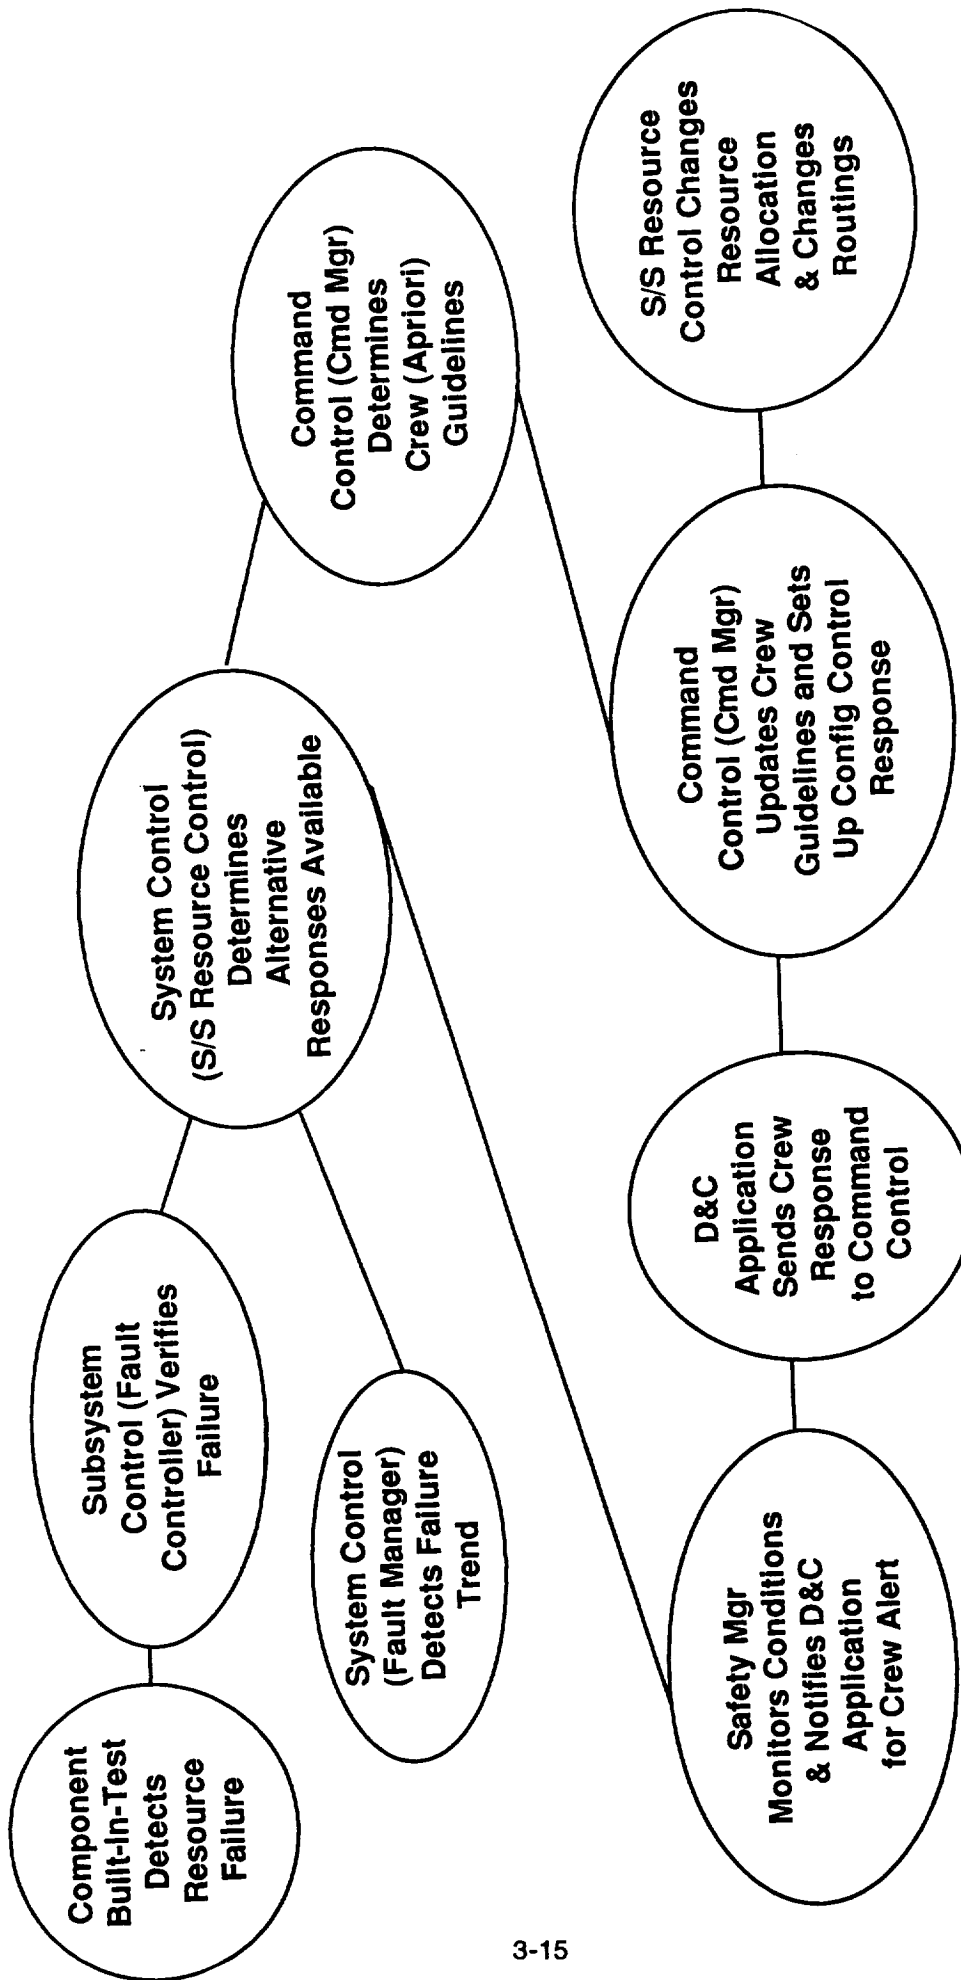 Component
Built-In-Test
Detects
Resource
Failure
Subsystem
Control (Fault
Controller) Verifies
Failure
System Control
(Fault Manager)
Detects Failure
Trend
System Control
(S/S Resource Control)
Determines
Alternative
Responses Available
Command
Control (Cmd Mgr)
Determines
Crew (Apriori)
Guidelines
Safety Mgr
Monitors Conditions
& Notifies D&C
Application
for Crew Alert
D&C
Application
Sends Crew
Response
to Command
Control
Command
Control (Cmd Mgr)
Updates Crew
Guidelines and Sets
Up Config Control
Response
S/S Resource
Control Changes
Resource
Allocation
& Changes
Routings
3-15